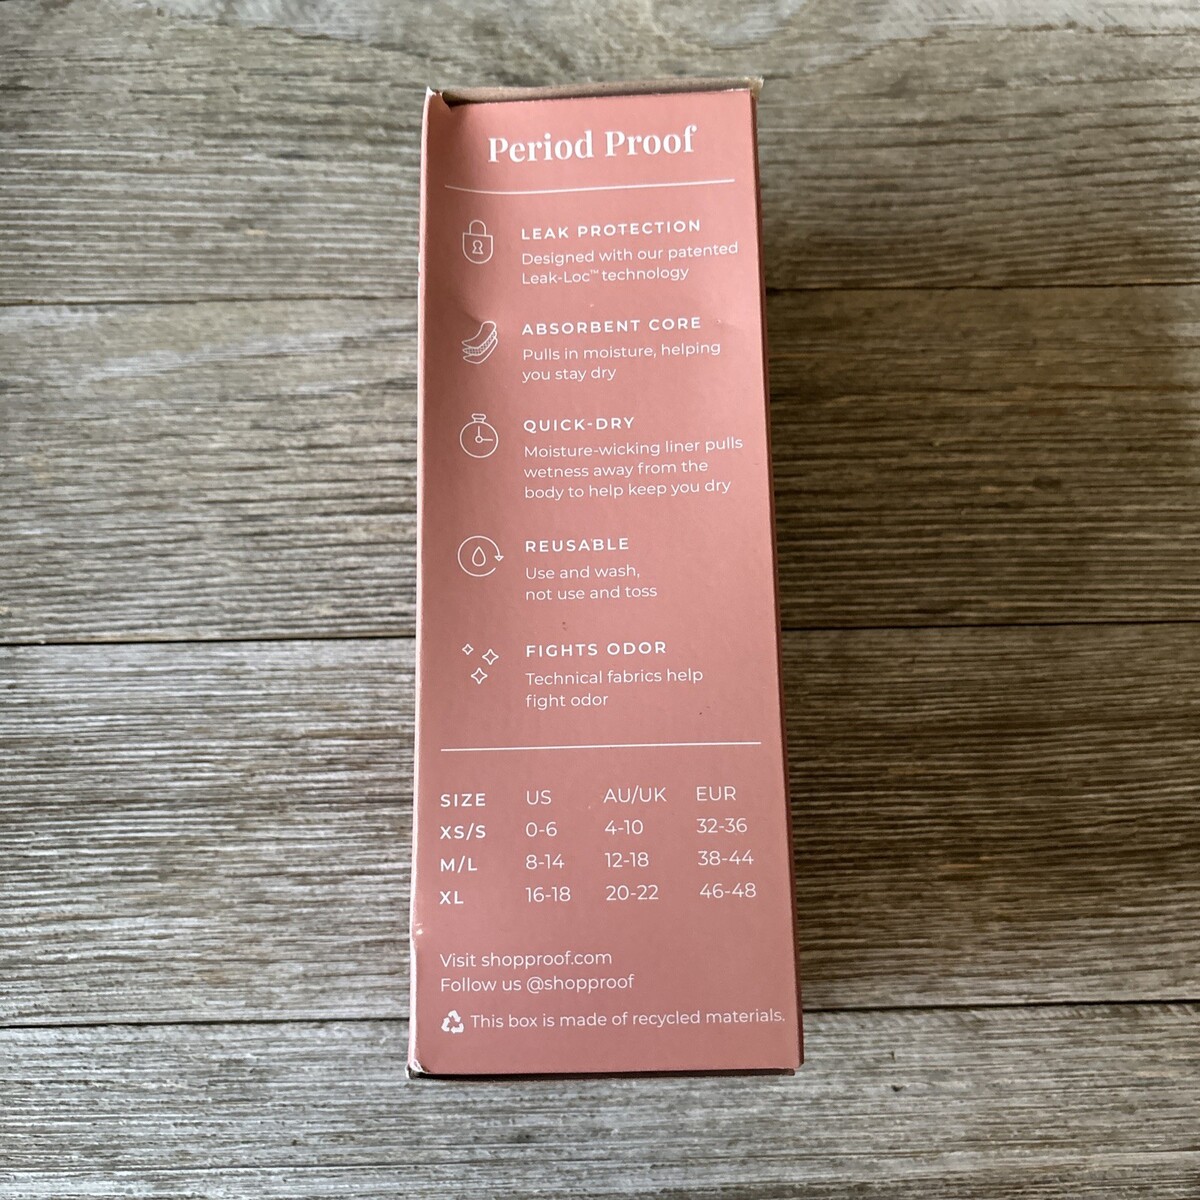 Period Proof
LEAK PROTECTION
Designed with our patented
Leak-Loc™ technology
ABSORBENT CORE
Pulls in moisture, helping
you stay dry
QUICK-DRY
Moisture-wicking liner pulls
wetness away from the
body to help keep you dry
REUSABLE
Use and wash,
not use and toss
FIGHTS ODOR
Technical fabrics help
fight odor
SIZE US AU/UK EUR
XS/S 0-6 4-10 32-36
M/L 8-14 12-18 38-44
XL 16-18 20-22 46-48
Visit shopproof.com
Follow us @shopproof
This box is made of recycled materials.